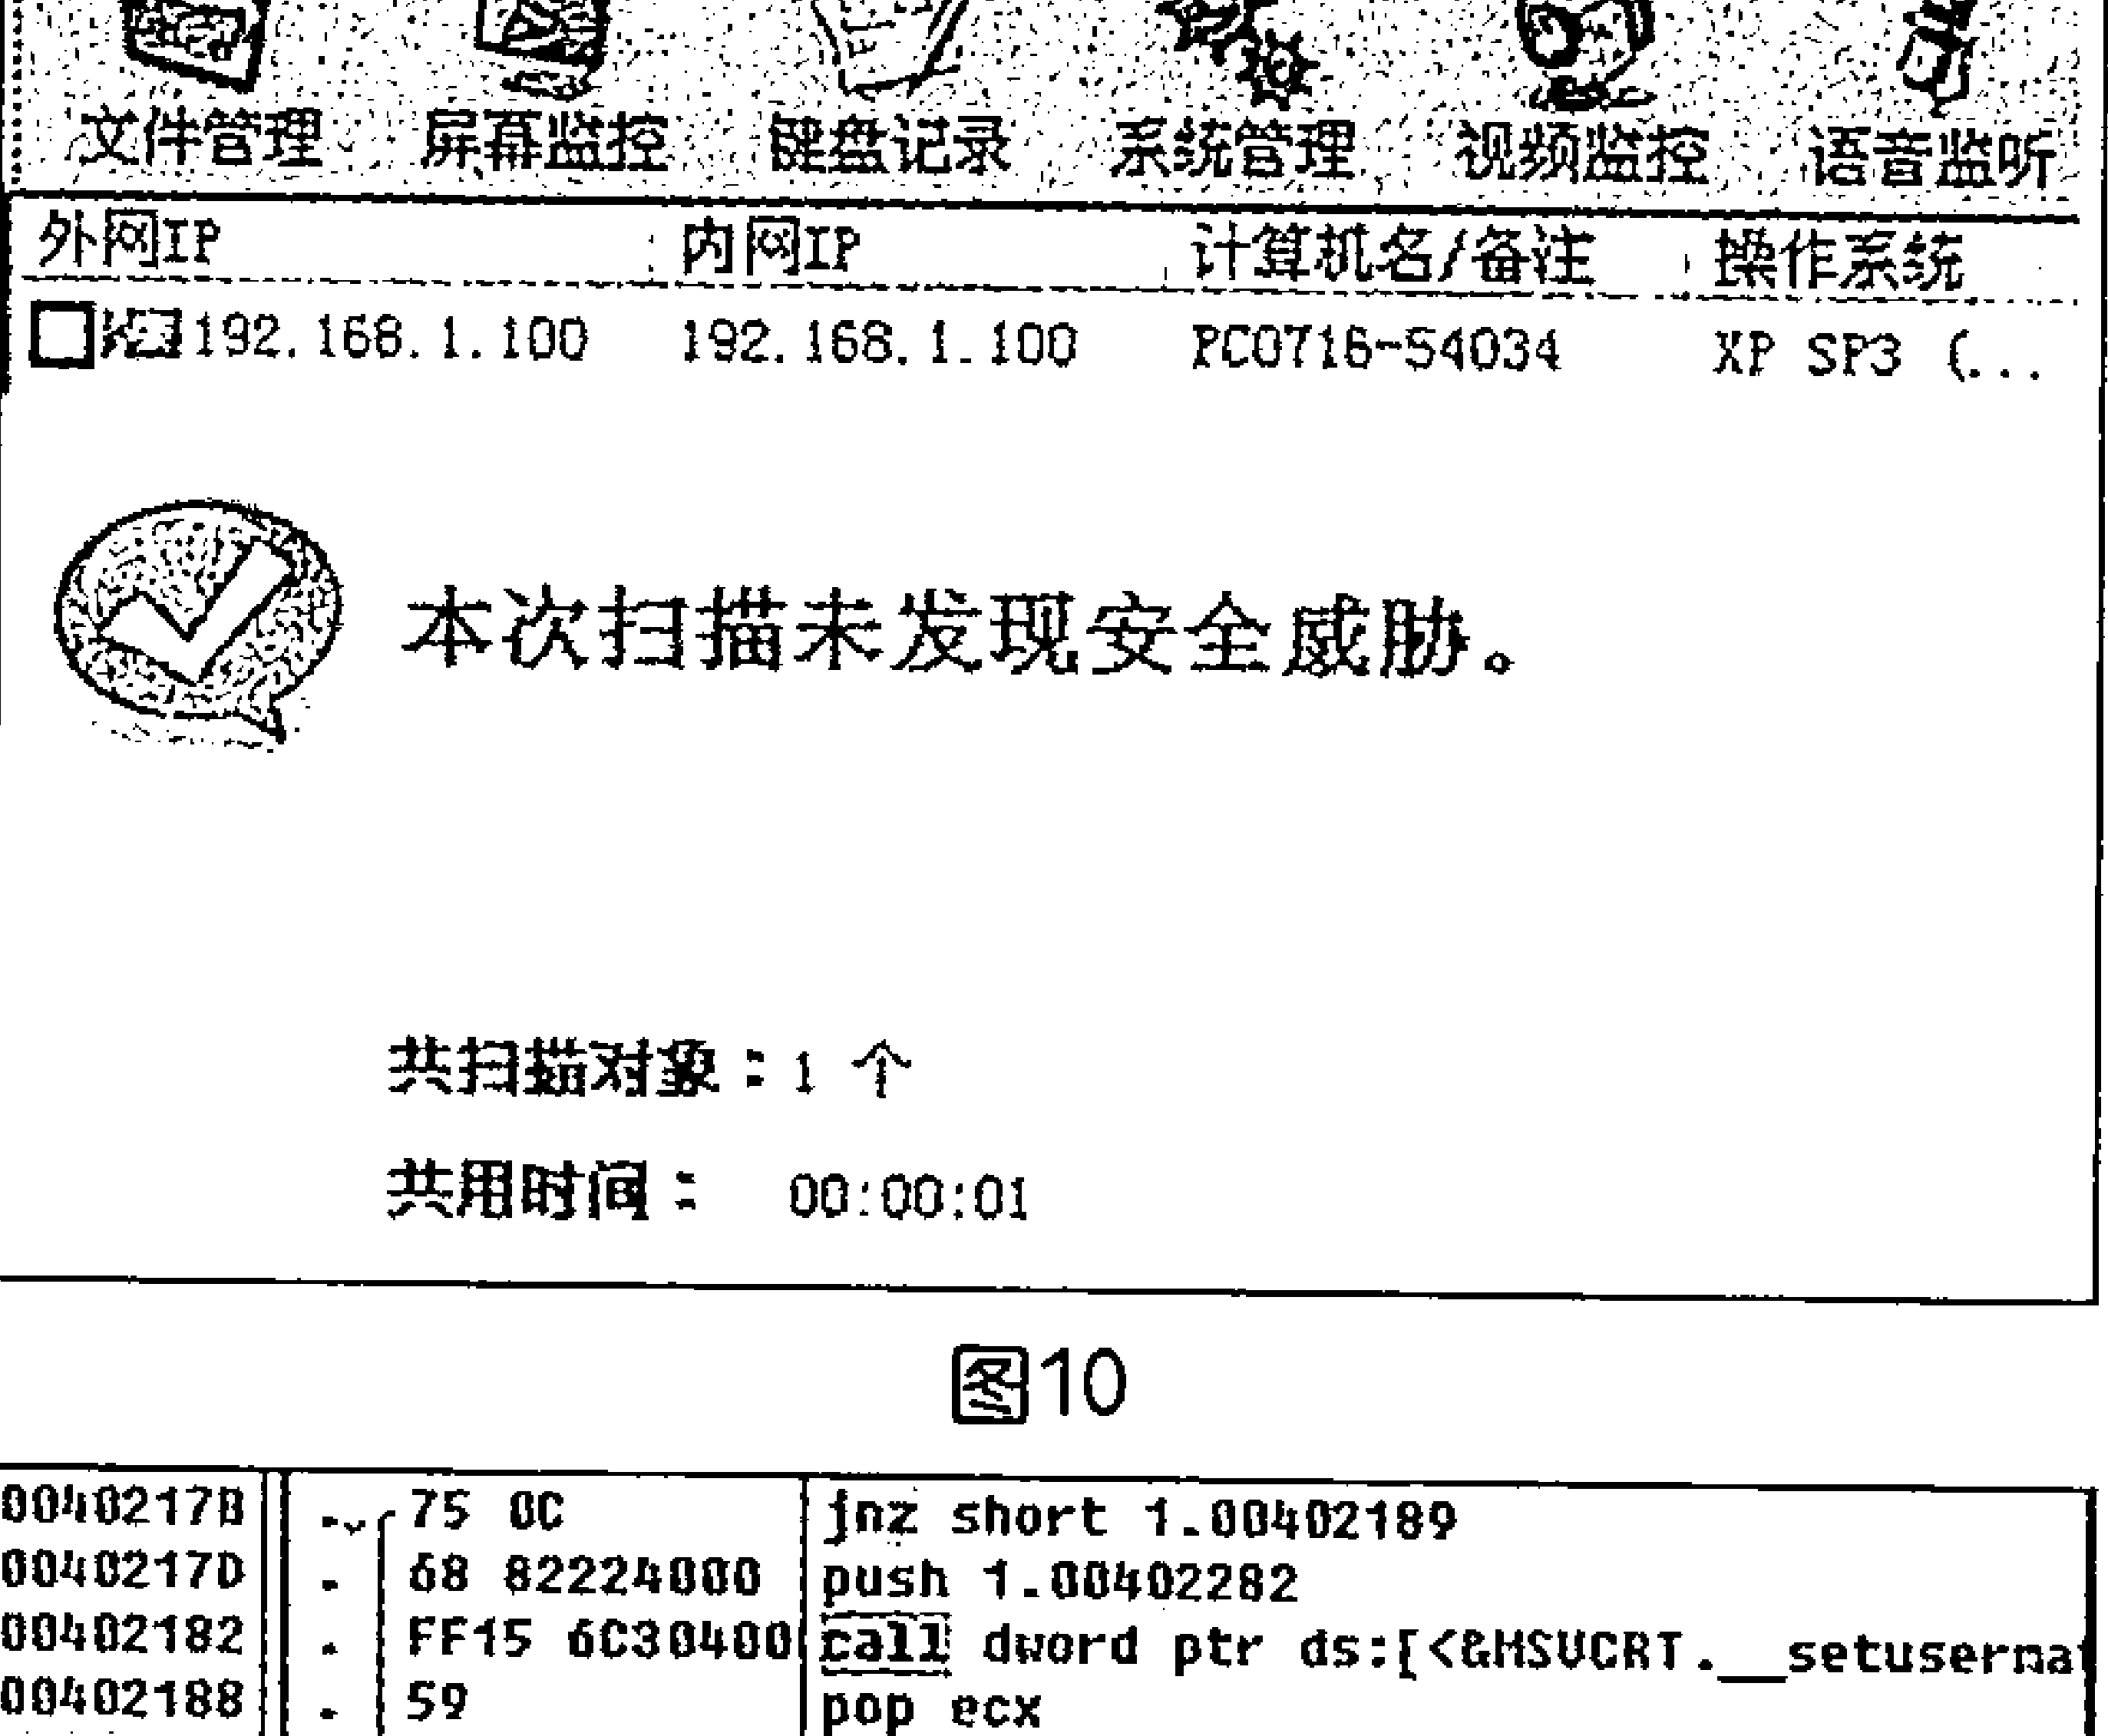 文件管理 屏幕监控 键盘记录 系统管理 视频监控 语音监听
外网IP 内网IP 计算机名/备注 操作系统
192.168.1.100 192.168.1.100 PC0716-54034 XP SP3 (...
本次扫描未发现安全威胁。
共扫描对象：1 个
共用时间： 00:00:01
图10
0040217B 75 0C jnz short 1.00402189
0040217D 68 82224000 push 1.00402282
00402182 FF15 6C30400 call dword ptr ds:[<&MSVCRT.__setusermat
00402188 59 pop ecx